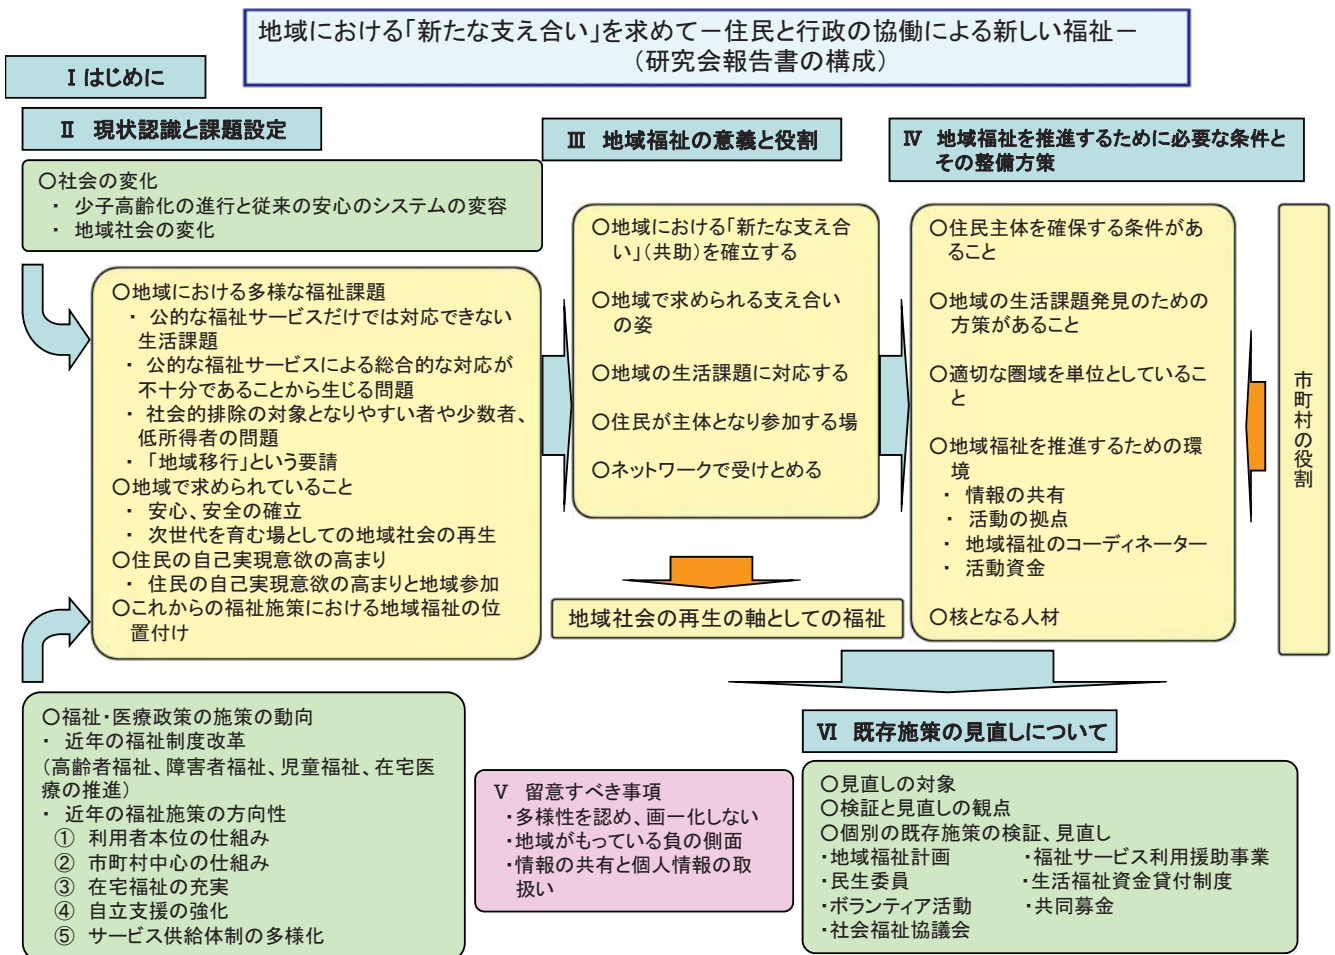 地域における「新たな支え合い」を求めて－住民と行政の協働による新しい福祉－
（研究会報告書の構成）
Ⅰ はじめに
Ⅱ 現状認識と課題設定
○社会の変化
・ 少子高齢化の進行と従来の安心のシステムの変容
・ 地域社会の変化
○地域における多様な福祉課題
・ 公的な福祉サービスだけでは対応できない
生活課題
・ 公的な福祉サービスによる総合的な対応が
不十分であることから生じる問題
・ 社会的排除の対象となりやすい者や少数者、
低所得者の問題
・ 「地域移行」という要請
○地域で求められていること
・ 安心、安全の確立
・ 次世代を育む場としての地域社会の再生
○住民の自己実現意欲の高まり
・ 住民の自己実現意欲の高まりと地域参加
○これからの福祉施策における地域福祉の位
置付け
○福祉・医療政策の施策の動向
・ 近年の福祉制度改革
(高齢者福祉、障害者福祉、児童福祉、在宅医
療の推進)
・ 近年の福祉施策の方向性
① 利用者本位の仕組み
② 市町村中心の仕組み
③ 在宅福祉の充実
④ 自立支援の強化
⑤ サービス供給体制の多様化
Ⅲ 地域福祉の意義と役割
○地域における「新たな支え合
い」（共助）を確立する
○地域で求められる支え合い
の姿
○地域の生活課題に対応する
○住民が主体となり参加する場
○ネットワークで受けとめる
地域社会の再生の軸としての福祉
Ⅳ 地域福祉を推進するために必要な条件と
その整備方策
○住民主体を確保する条件があ
ること
○地域の生活課題発見のための
方策があること
○適切な圏域を単位としているこ
と
○地域福祉を推進するための環
境
・ 情報の共有
・ 活動の拠点
・ 地域福祉のコーディネーター
・ 活動資金
○核となる人材
市町村の役割
Ⅴ 留意すべき事項
・多様性を認め、画一化しない
・地域がもっている負の側面
・情報の共有と個人情報の取
扱い
Ⅵ 既存施策の見直しについて
○見直しの対象
○検証と見直しの観点
○個別の既存施策の検証、見直し
・地域福祉計画 ・福祉サービス利用援助事業
・民生委員 ・生活福祉資金貸付制度
・ボランティア活動 ・共同募金
・社会福祉協議会